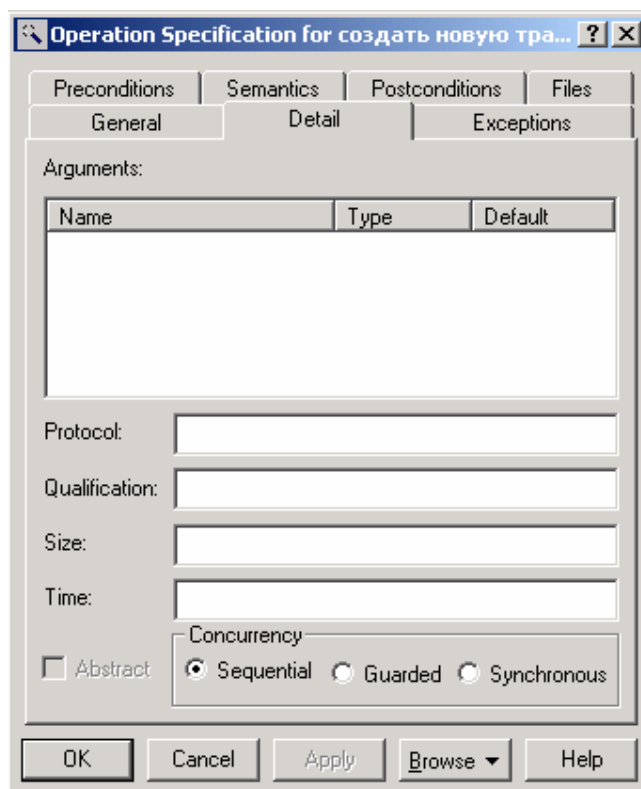 Operation Specification for создать новую тра... ? X
Preconditions Semantics Postconditions Files
General Detail Exceptions
Arguments:
Name Type Default
Protocol:
Qualification:
Size:
Time:
Concurrency
Abstract Sequential Guarded Synchronous
OK Cancel Apply Browse Help